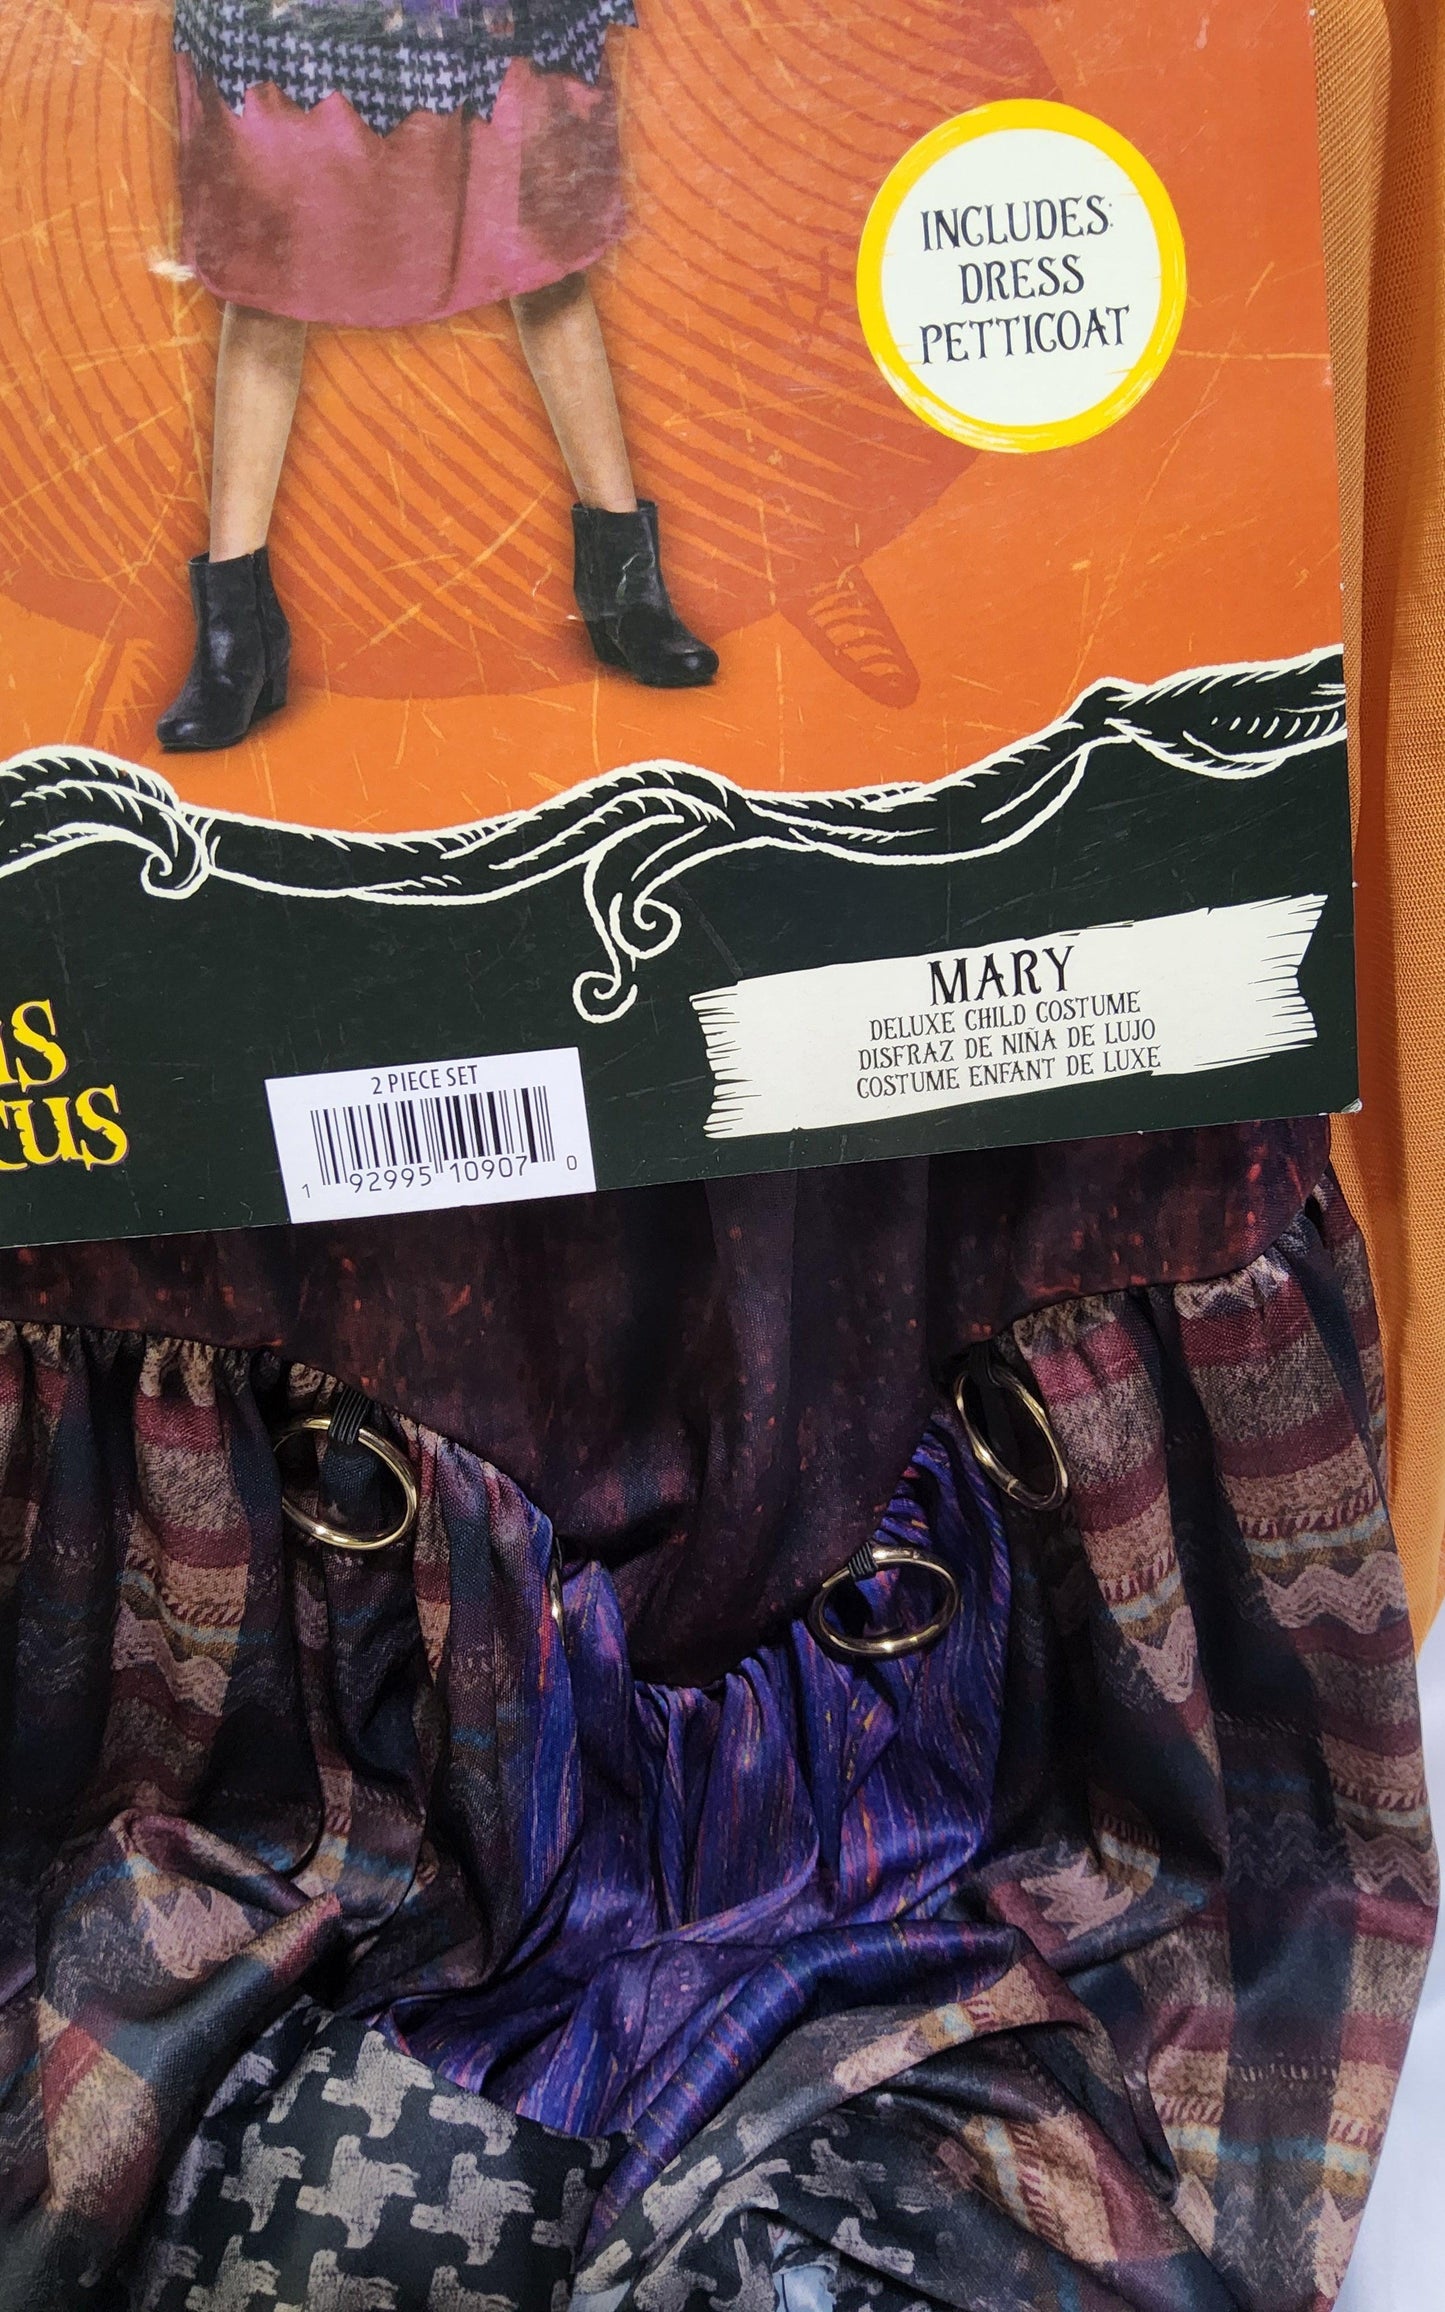 INCLUDES:
DRESS
PETTICOAT
MARY
DELUXE CHILD COSTUME
DISFRAZ DE NIÑA DE LUJO
COSTUME ENFANT DE LUXE
2 PIECE SET
1 92995 10907 0